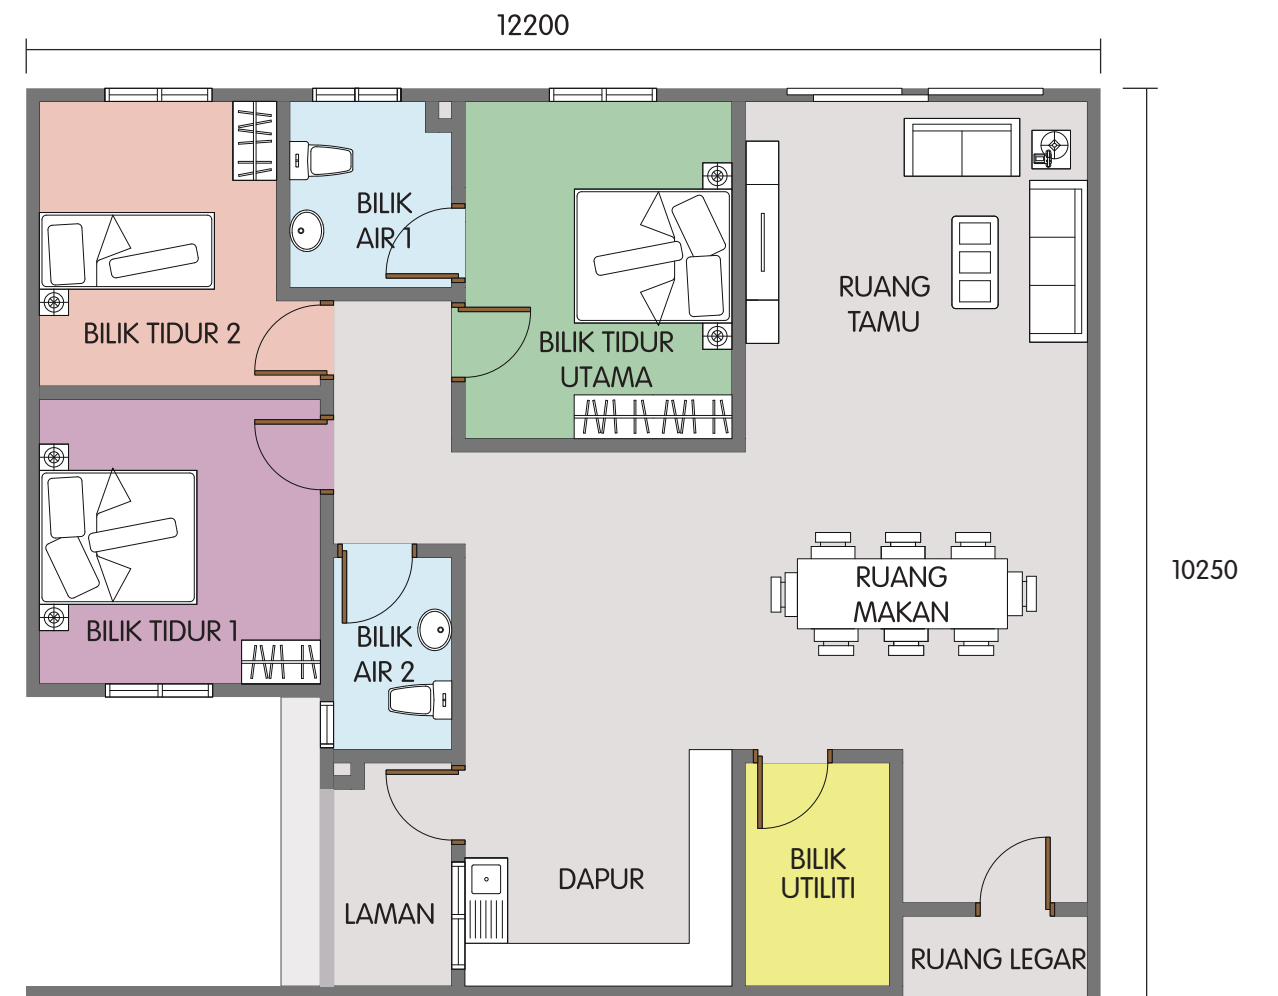 12200
BILIK
AIR 1
RUANG
TAMU
BILIK TIDUR 2
BILIK TIDUR
UTAMA
10250
RUANG
MAKAN
BILIK TIDUR 1
BILIK
AIR 2
BILIK
UTILITI
DAPUR
LAMAN
RUANG LEGAR